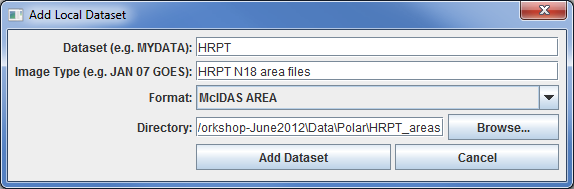 Add Local Dataset
Dataset (e.g. MYDATA): HRPT
Image Type (e.g. JAN 07 GOES): HRPT N18 area files
Format: McIDAS AREA
Directory: /orkshop-June2012\Data\Polar\HRPT_areas Browse...
Add Dataset Cancel